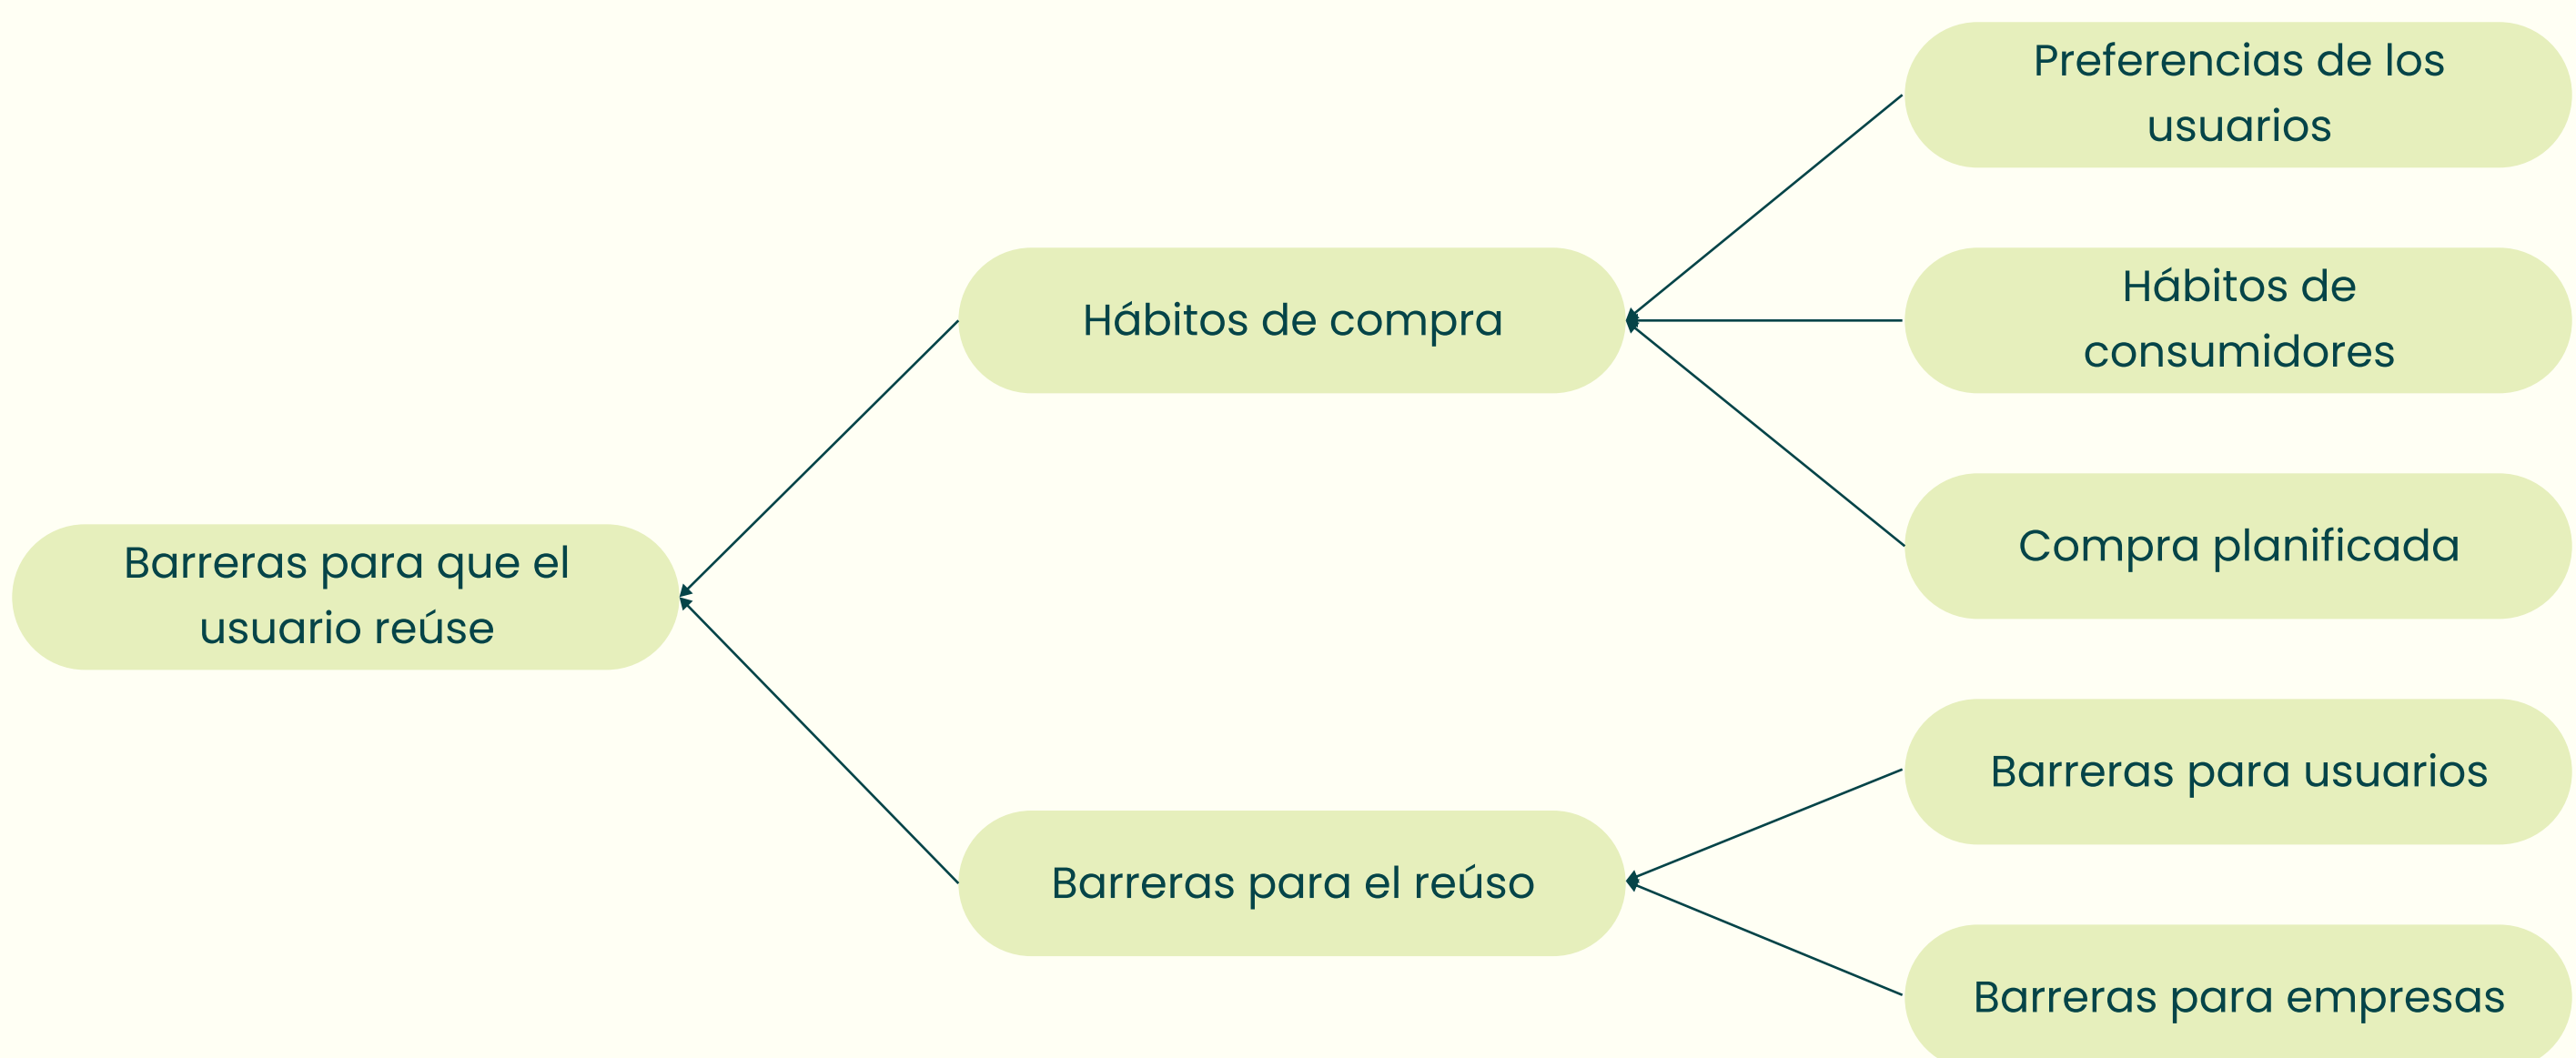 Preferencias de los
usuarios
Hábitos de compra
Hábitos de
consumidores
Compra planificada
Barreras para que el
usuario reúse
Barreras para usuarios
Barreras para el reúso
Barreras para empresas